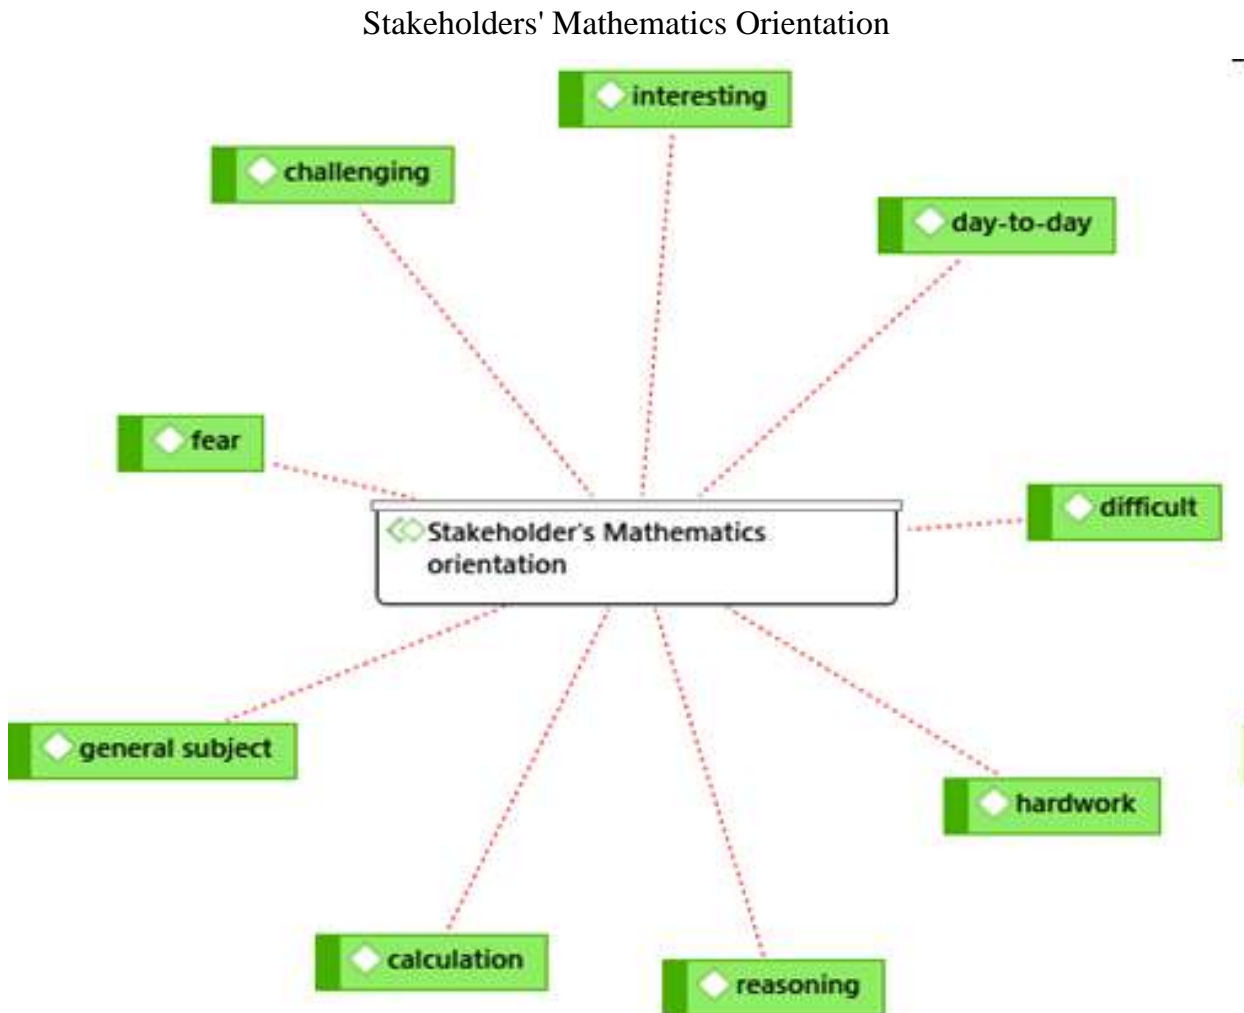 Stakeholders' Mathematics Orientation
interesting
challenging
day-to-day
fear
difficult
Stakeholder's Mathematics
orientation
general subject
hardwork
calculation
reasoning